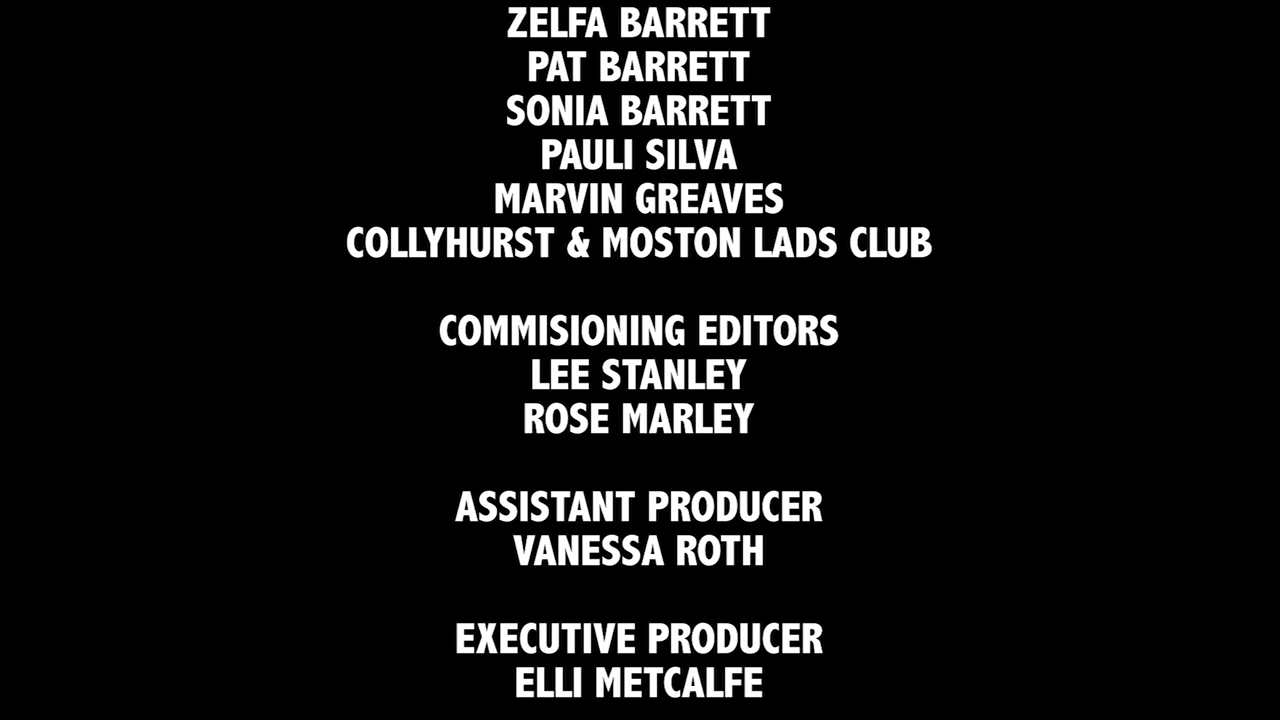 ZELFA BARRETT
PAT BARRETT
SONIA BARRETT
PAULI SILVA
MARVIN GREAVES
COLLYHURST & MOSTON LADS CLUB
COMMISIONING EDITORS
LEE STANLEY
ROSE MARLEY
ASSISTANT PRODUCER
VANESSA ROTH
EXECUTIVE PRODUCER
ELLI METCALFE